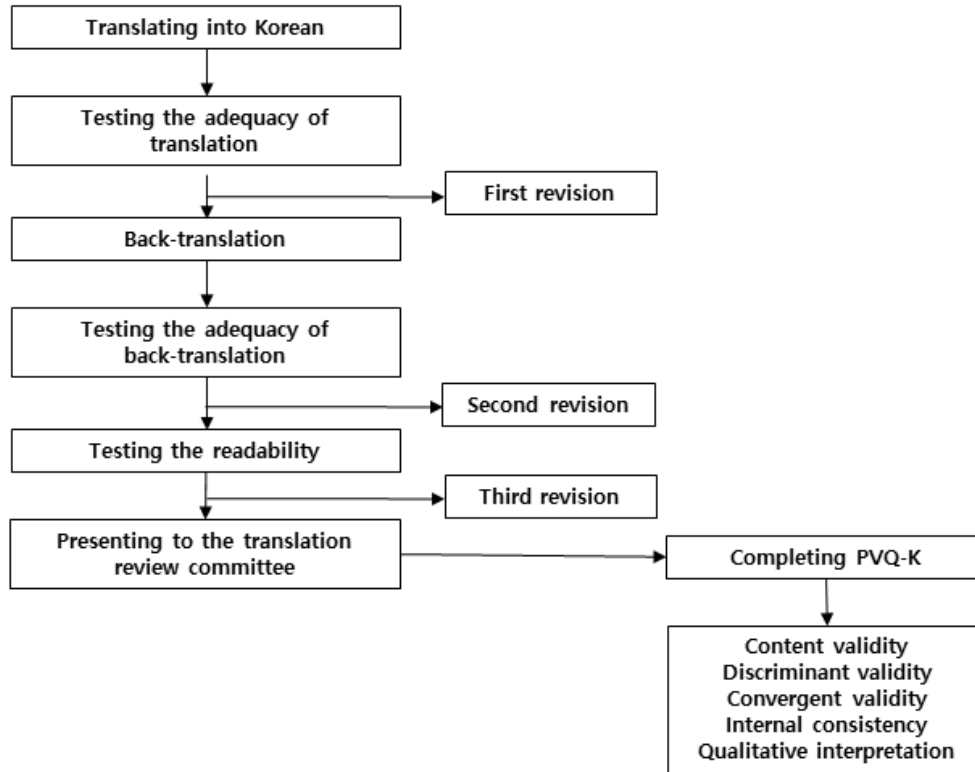 Translating into Korean
Testing the adequacy of
translation
First revision
Back-translation
Testing the adequacy of
back-translation
Second revision
Testing the readability
Third revision
Presenting to the translation
review committee
Completing PVQ-K
Content validity
Discriminant validity
Convergent validity
Internal consistency
Qualitative interpretation